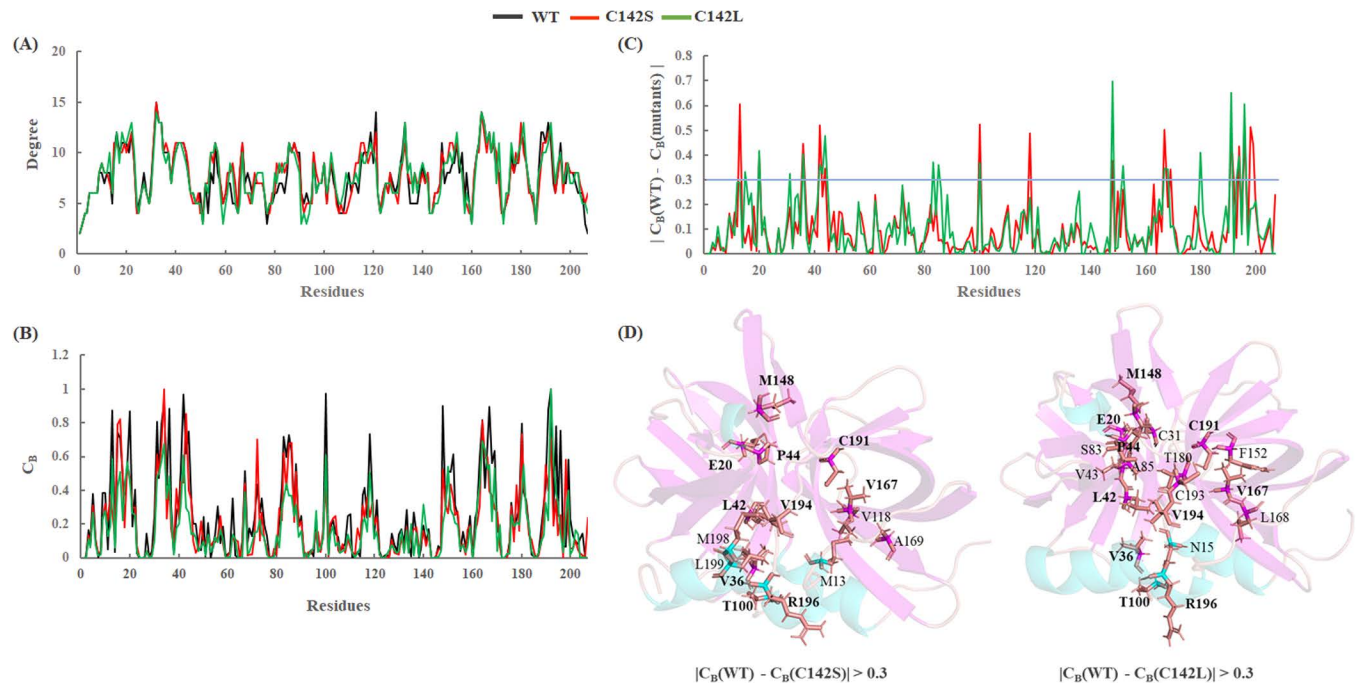 WT C142S C142L
(A)
20
15
10
5
0
Degree
0 20 40 60 80 100 120 140 160 180 200
Residues
(C)
0.8
0.7
0.6
0.5
0.4
0.3
0.2
0.1
0
| CB(WT) - CB(mutants) |
0 20 40 60 80 100 120 140 160 180 200
Residues
(B)
1.2
1
0.8
0.6
0.4
0.2
0
CB
0 20 40 60 80 100 120 140 160 180 200
Residues
(D)
M148
E20
P44
C191
L42
V194
V167
V118
M198
L199
A169
V36
M13
T100
R196
|CB(WT) - CB(C142S)| > 0.3
M148
E20
C31
C191
S83
P44
T180
F152
V43
A85
C193
V167
L42
V194
L168
V36
N15
T100
R196
|CB(WT) - CB(C142L)| > 0.3